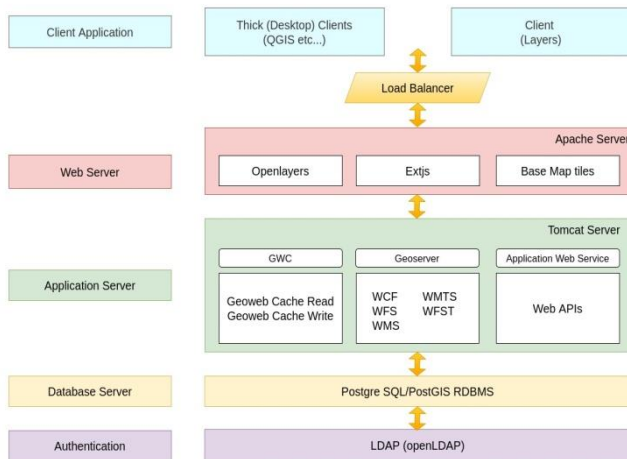 Client Application
Thick (Desktop) Clients
(QGIS etc...)
Client
(Layers)
Load Balancer
Web Server
Apache Server
Openlayers
Extjs
Base Map tiles
Application Server
Tomcat Server
GWC
Geoserver
Application Web Service
Geoweb Cache Read
Geoweb Cache Write
WCF WMTS
WFS WFST
WMS
Web APIs
Database Server
Postgre SQL/PostGIS RDBMS
Authentication
LDAP (openLDAP)